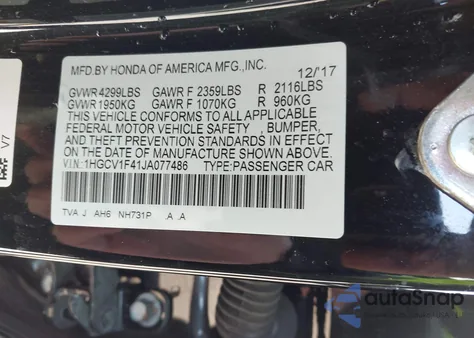 MFD.BY HONDA OF AMERICA MFG.,INC. 12/'17
GVWR 4299LBS GAWR F 2359LBS R 2116LBS
GVWR 1950KG GAWR F 1070KG R 960KG
THIS VEHICLE CONFORMS TO ALL APPLICABLE
FEDERAL MOTOR VEHICLE SAFETY , BUMPER,
AND THEFT PREVENTION STANDARDS IN EFFECT
ON THE DATE OF MANUFACTURE SHOWN ABOVE.
V.I.N: 1HGCV1F41JA077486 TYPE:PASSENGER CAR
TVA J AH6 NH731P .A .A
V7
autoSnap